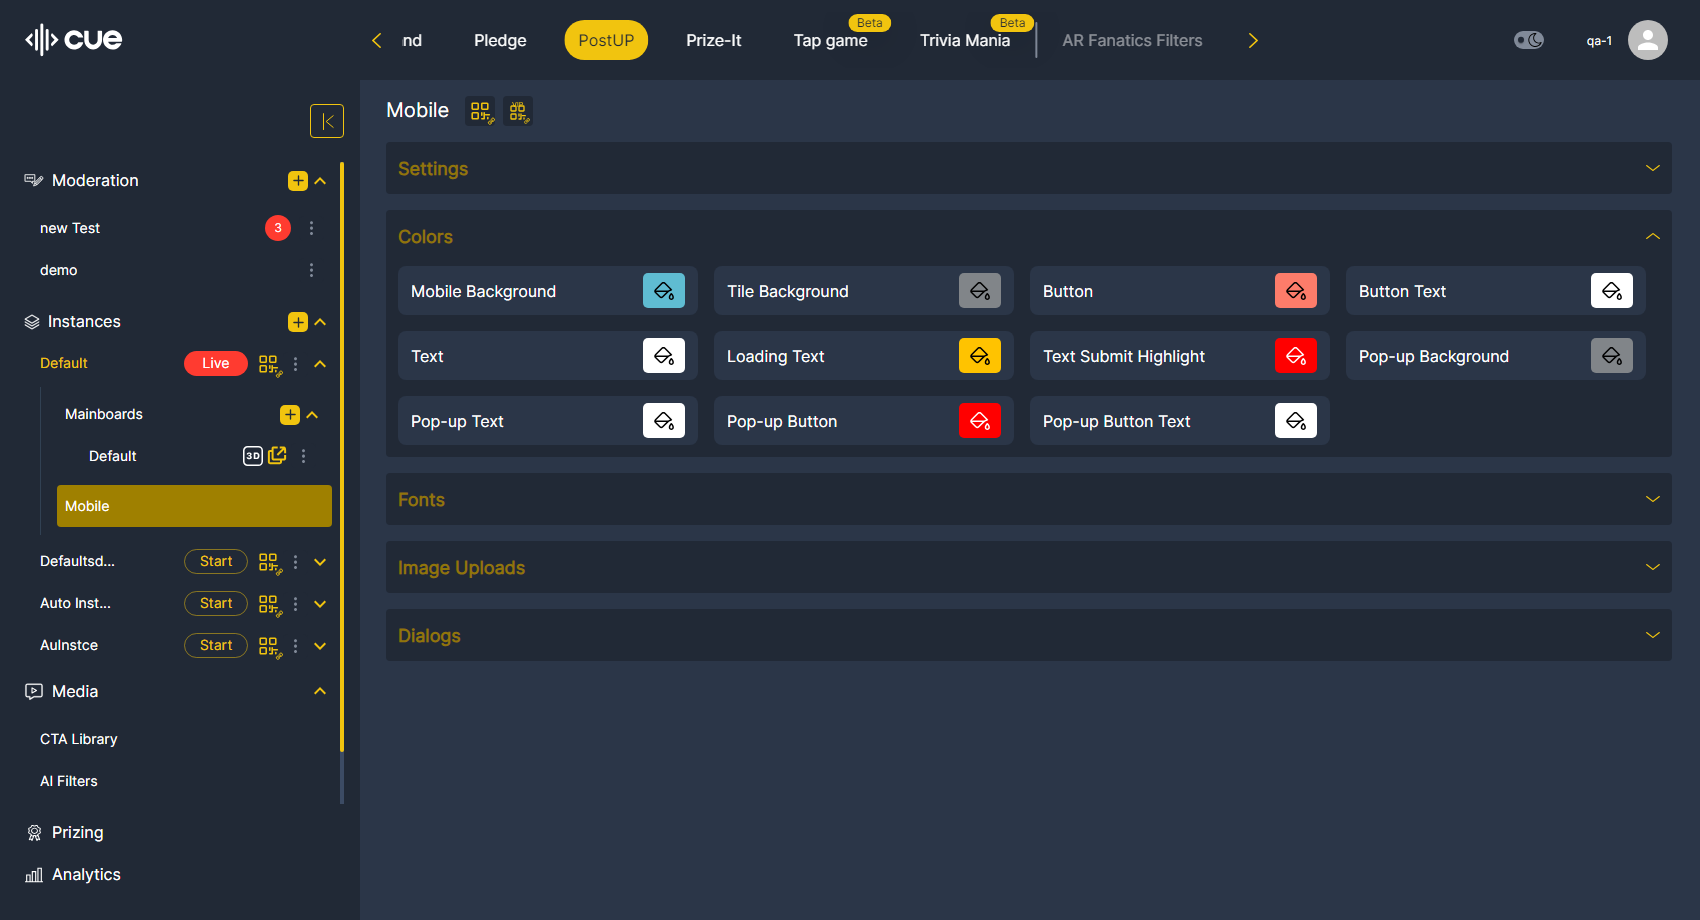 cue
nd
Pledge
PostUP
Prize-It
Tap game
Beta
Trivia Mania
Beta
AR Fanatics Filters
qa-1
Moderation
new Test
3
demo
Instances
Default
Live
Mainboards
Default
3D
Mobile
Defaultsd...
Start
Auto Inst...
Start
AuInstce
Start
Media
CTA Library
AI Filters
Prizing
Analytics
Mobile
Settings
Colors
Mobile Background
Tile Background
Button
Button Text
Text
Loading Text
Text Submit Highlight
Pop-up Background
Pop-up Text
Pop-up Button
Pop-up Button Text
Fonts
Image Uploads
Dialogs